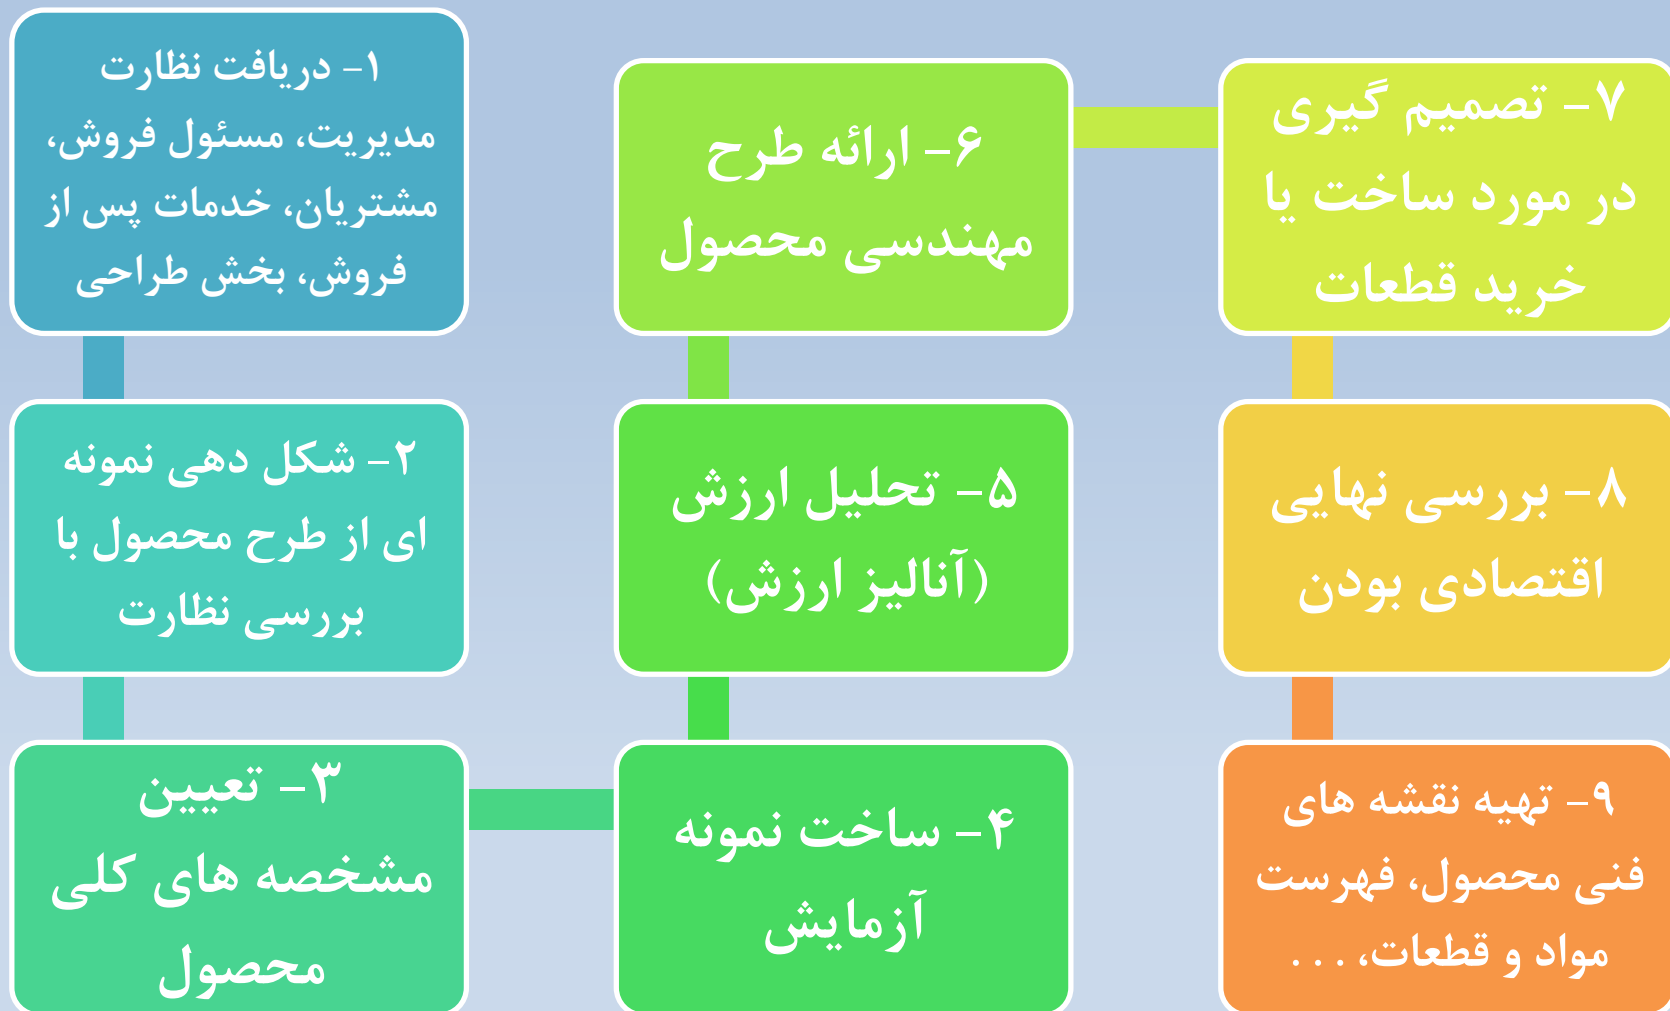 ۱- دریافت نظارت
مدیریت، مسئول فروش،
مشتریان، خدمات پس از
فروش، بخش طراحی
۲- شکل دهی نمونه
ای از طرح محصول با
بررسی نظارت
۳- تعیین
مشخصه های کلی
محصول
۴- ساخت نمونه
آزمایش
۵- تحلیل ارزش
(آنالیز ارزش)
۶- ارائه طرح
مهندسی محصول
۷- تصمیم گیری
در مورد ساخت یا
خرید قطعات
۸- بررسی نهایی
اقتصادی بودن
۹- تهیه نقشه های
فنی محصول، فهرست
مواد و قطعات، . . .